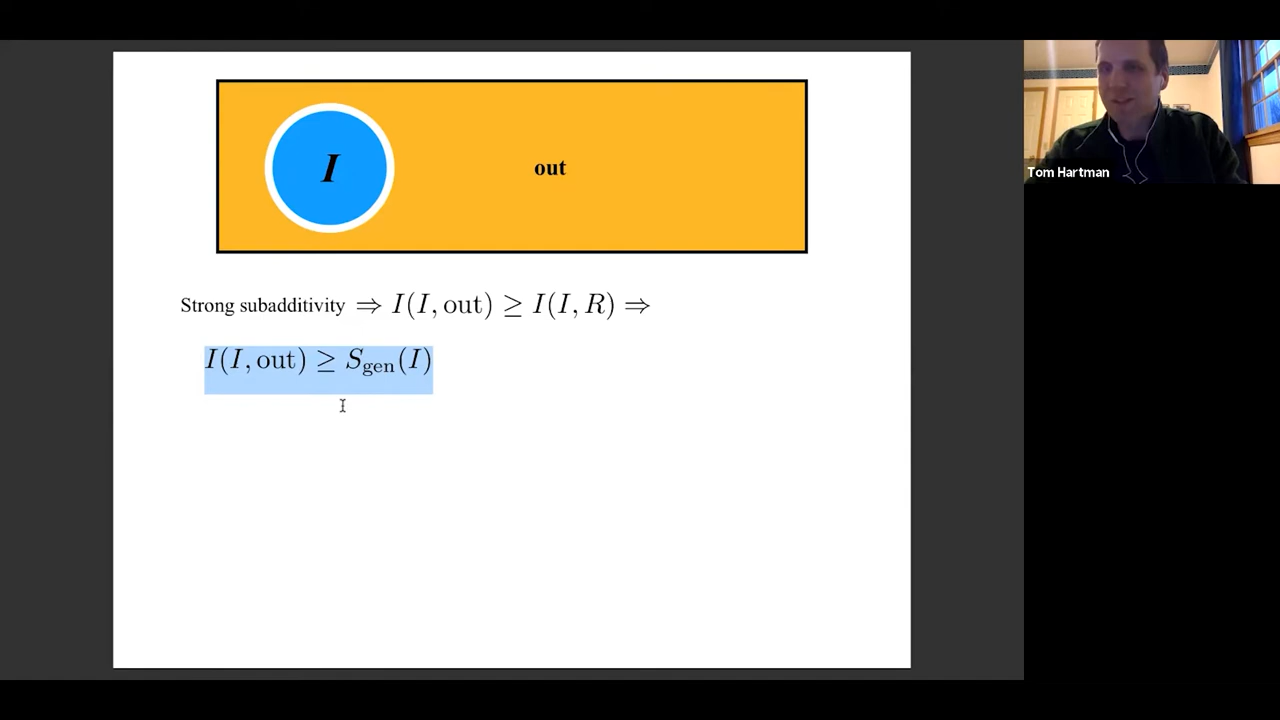 I
out
Tom Hartman
Strong subadditivity ⇒ I(I, out) ≥ I(I, R) ⇒
I(I, out) ≥ S_gen(I)